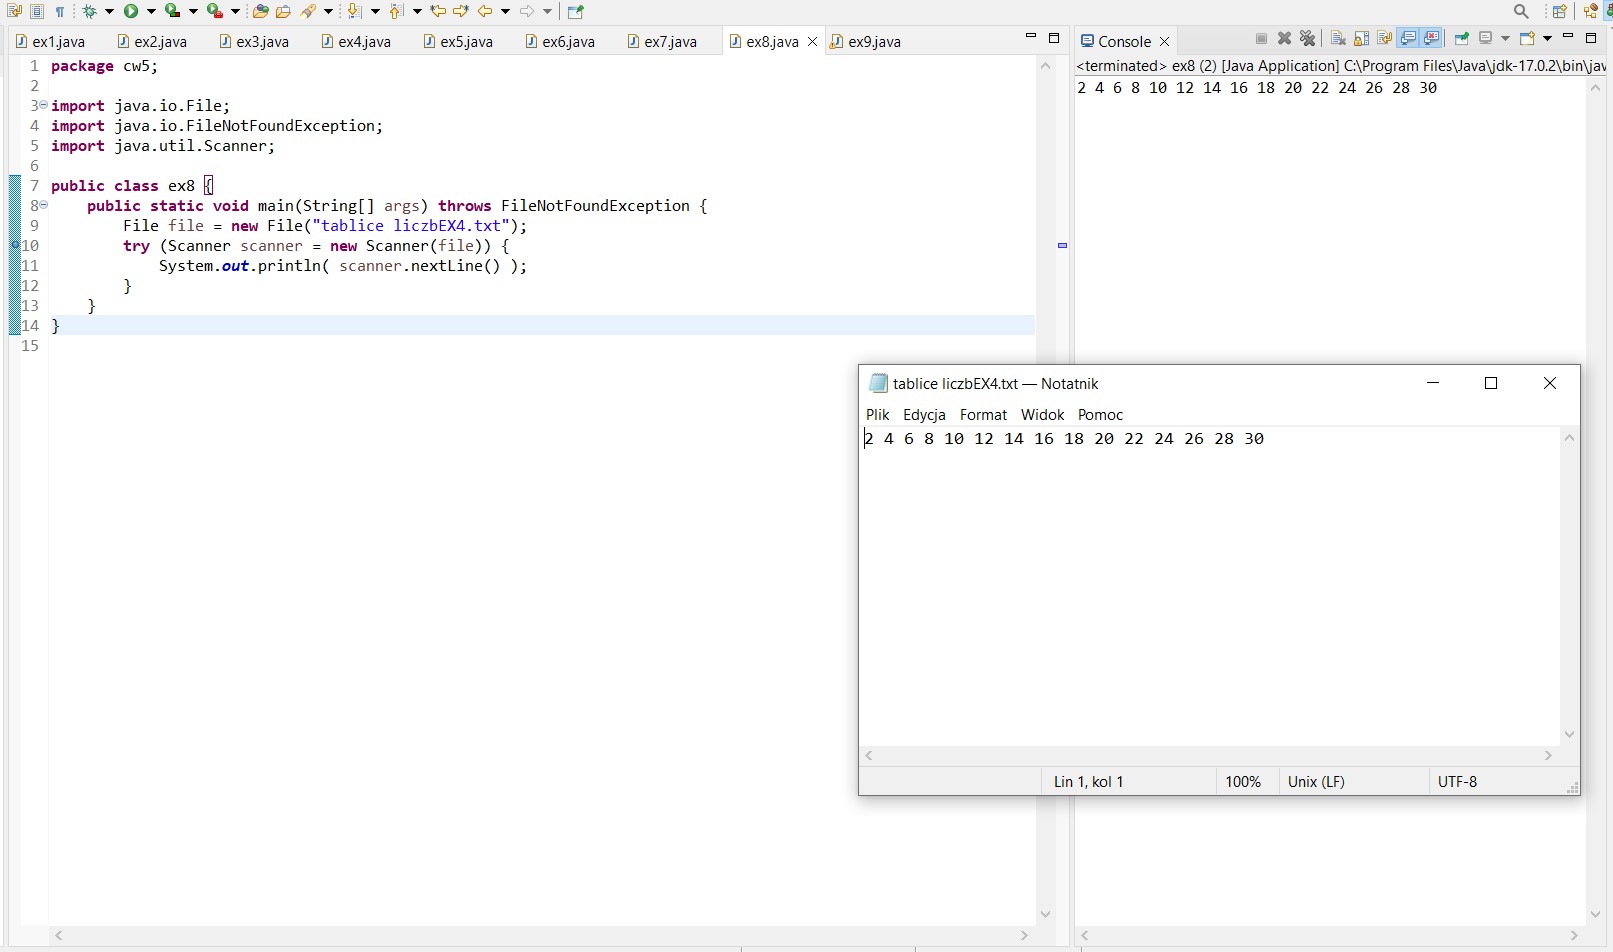 ex1.java ex2.java ex3.java ex4.java ex5.java ex6.java ex7.java ex8.java ex9.java
1 package cw5;
2
3 import java.io.File;
4 import java.io.FileNotFoundException;
5 import java.util.Scanner;
6
7 public class ex8 {
8 public static void main(String[] args) throws FileNotFoundException {
9 File file = new File("tablice liczbEX4.txt");
10 try (Scanner scanner = new Scanner(file)) {
11 System.out.println( scanner.nextLine() );
12 }
13 }
14 }
15
Console
<terminated> ex8 (2) [Java Application] C:\Program Files\Java\jdk-17.0.2\bin\jav
2 4 6 8 10 12 14 16 18 20 22 24 26 28 30
tablice liczbEX4.txt — Notatnik
Plik Edycja Format Widok Pomoc
2 4 6 8 10 12 14 16 18 20 22 24 26 28 30
Lin 1, kol 1 100% Unix (LF) UTF-8